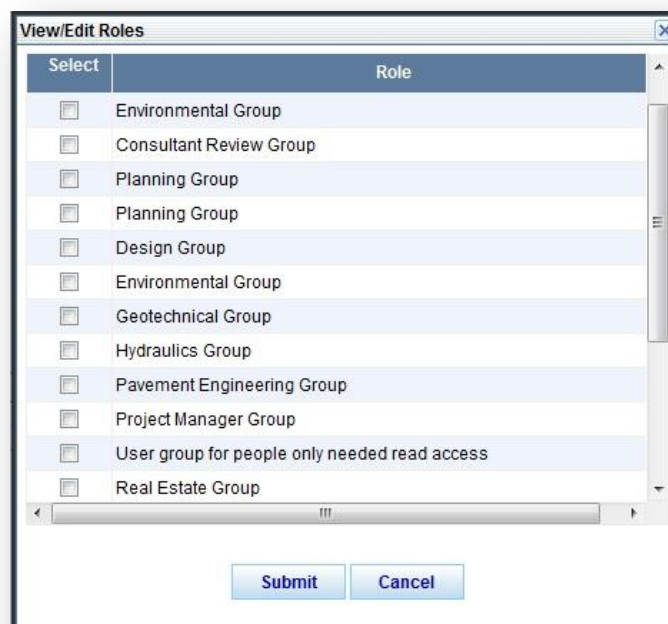 View/Edit Roles
Select Role
Environmental Group
Consultant Review Group
Planning Group
Planning Group
Design Group
Environmental Group
Geotechnical Group
Hydraulics Group
Pavement Engineering Group
Project Manager Group
User group for people only needed read access
Real Estate Group
Submit Cancel